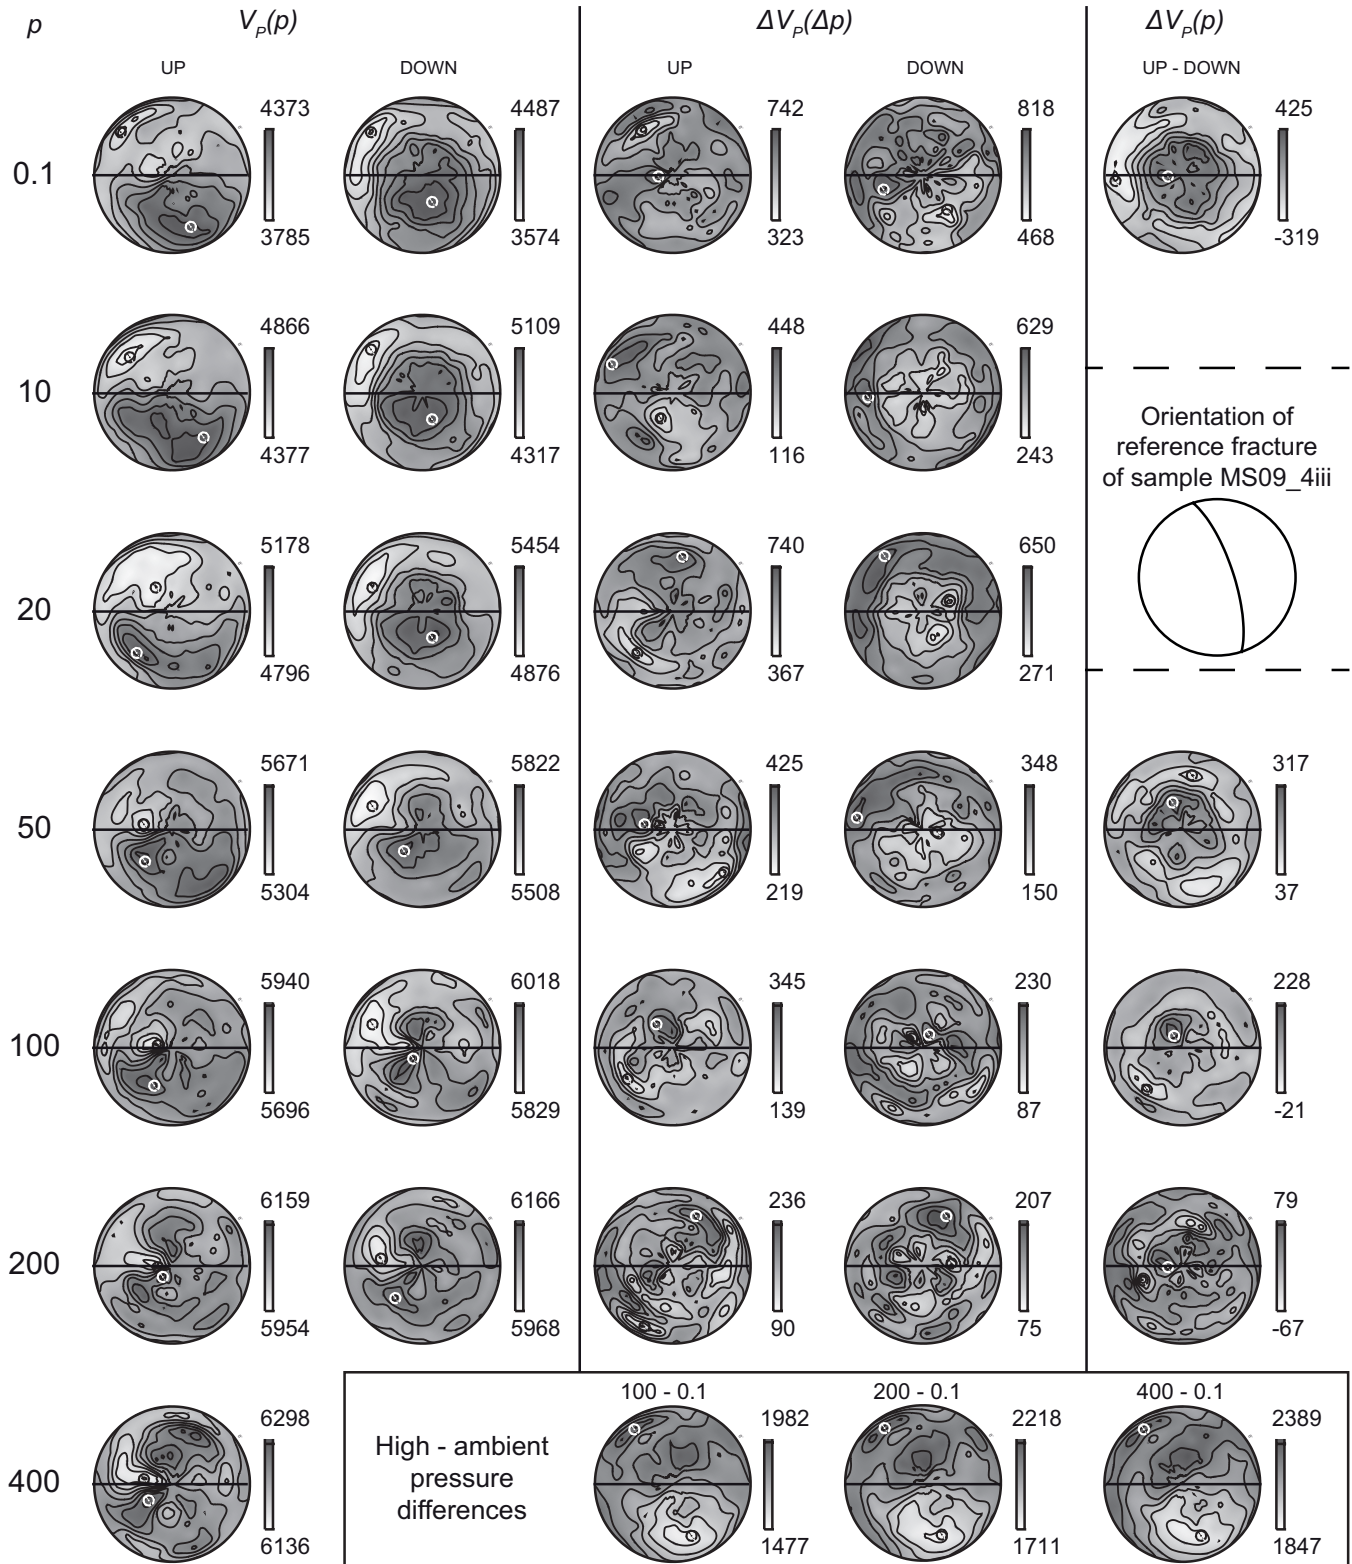 p V_P(p) ΔV_P(Δp) ΔV_P(p)
UP DOWN UP DOWN UP - DOWN
4373 4487 742 818 425
0.1
3785 3574 323 468 -319
4866 5109 448 629
10
4377 4317 116 243
Orientation of
reference fracture
of sample MS09_4iii
5178 5454 740 650
20
4796 4876 367 271
5671 5822 425 348 317
50
5304 5508 219 150 37
5940 6018 345 230 228
100
5696 5829 139 87 -21
6159 6166 236 207 79
200
5954 5968 90 75 -67
100 - 0.1 200 - 0.1 400 - 0.1
6298 1982 2218 2389
400
High - ambient
pressure
differences
6136 1477 1711 1847